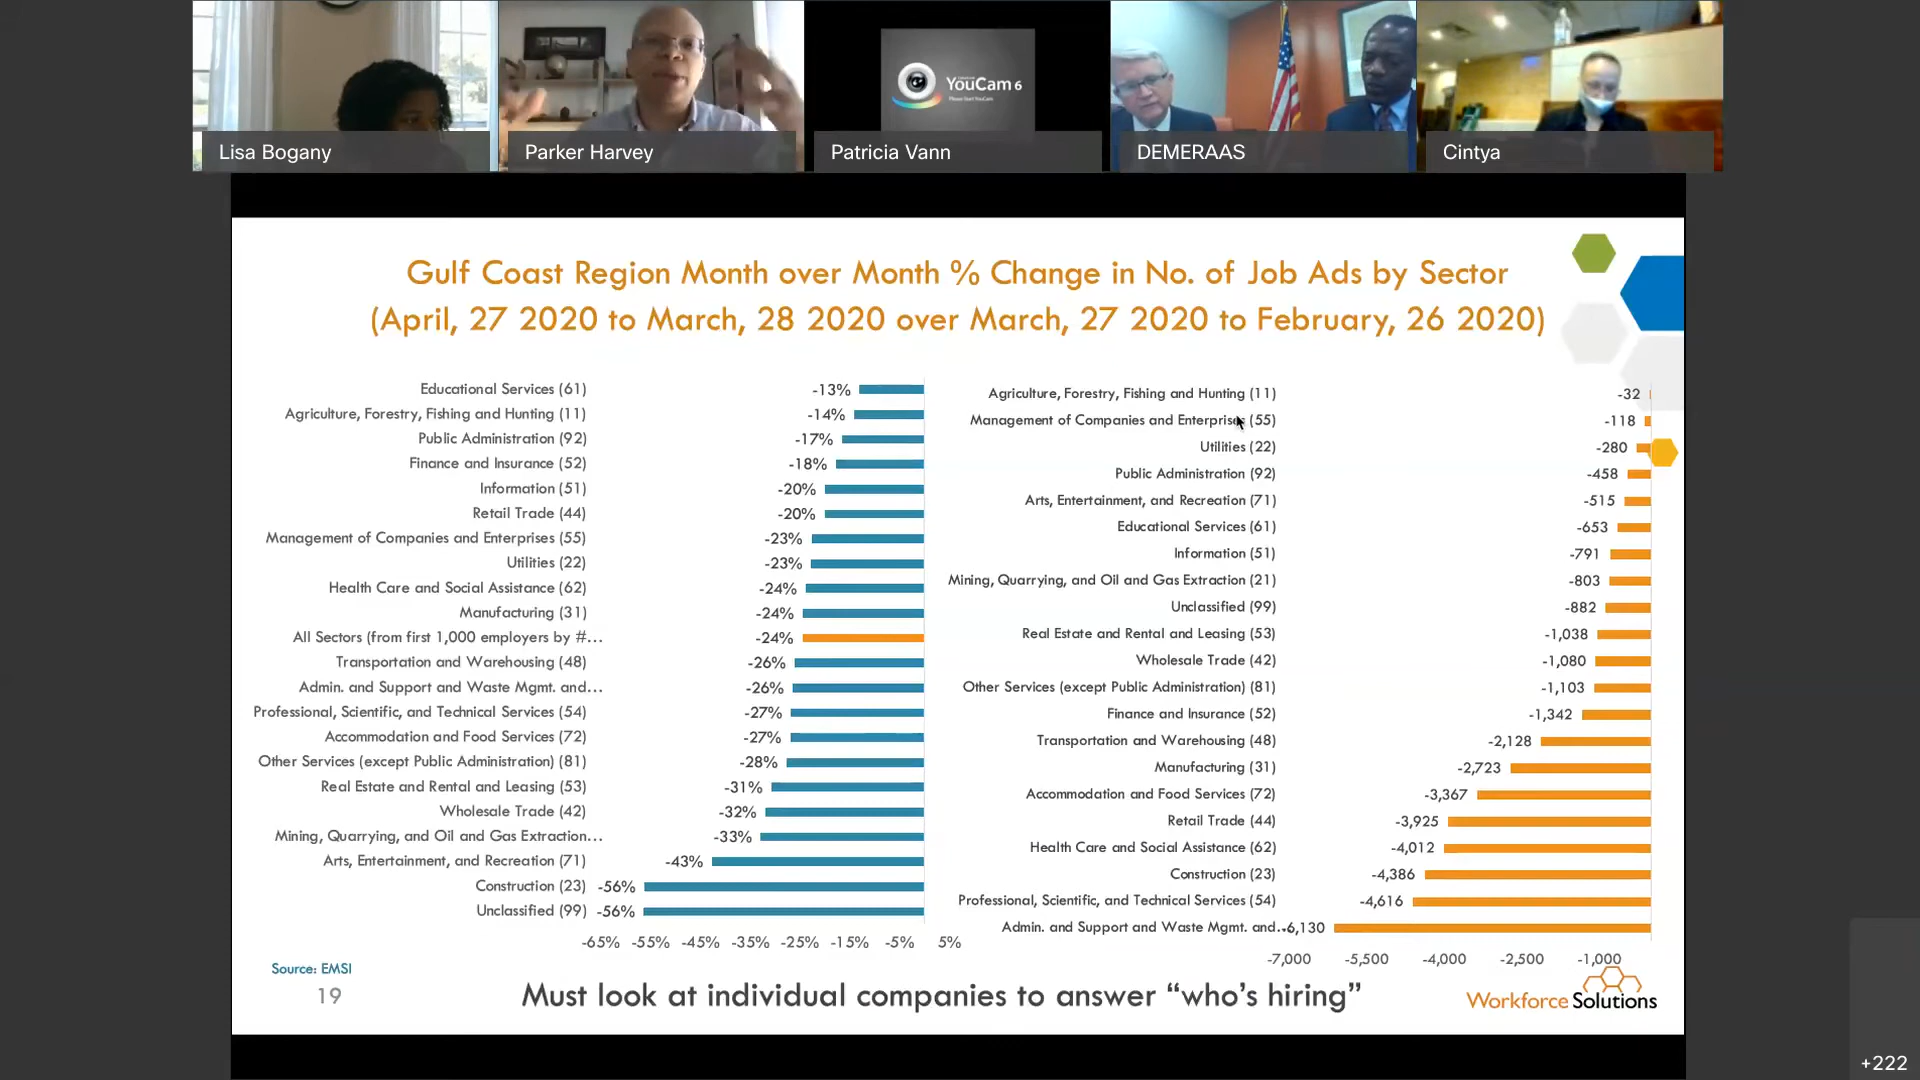 YouCam 6
Lisa Bogany
Parker Harvey
Patricia Vann
DEMERAAS
Cintya
Gulf Coast Region Month over Month % Change in No. of Job Ads by Sector
(April, 27 2020 to March, 28 2020 over March, 27 2020 to February, 26 2020)
Educational Services (61) -13%
Agriculture, Forestry, Fishing and Hunting (11) -14%
Public Administration (92) -17%
Finance and Insurance (52) -18%
Information (51) -20%
Retail Trade (44) -20%
Management of Companies and Enterprises (55) -23%
Utilities (22) -23%
Health Care and Social Assistance (62) -24%
Manufacturing (31) -24%
All Sectors (from first 1,000 employers by #... -24%
Transportation and Warehousing (48) -26%
Admin. and Support and Waste Mgmt. and... -26%
Professional, Scientific, and Technical Services (54) -27%
Accommodation and Food Services (72) -27%
Other Services (except Public Administration) (81) -28%
Real Estate and Rental and Leasing (53) -31%
Wholesale Trade (42) -32%
Mining, Quarrying, and Oil and Gas Extraction... -33%
Arts, Entertainment, and Recreation (71) -43%
Construction (23) -56%
Unclassified (99) -56%
-65% -55% -45% -35% -25% -15% -5% 5%
Agriculture, Forestry, Fishing and Hunting (11) -32
Management of Companies and Enterprises (55) -118
Utilities (22) -280
Public Administration (92) -458
Arts, Entertainment, and Recreation (71) -515
Educational Services (61) -653
Information (51) -791
Mining, Quarrying, and Oil and Gas Extraction (21) -803
Unclassified (99) -882
Real Estate and Rental and Leasing (53) -1,038
Wholesale Trade (42) -1,080
Other Services (except Public Administration) (81) -1,103
Finance and Insurance (52) -1,342
Transportation and Warehousing (48) -2,128
Manufacturing (31) -2,723
Accommodation and Food Services (72) -3,367
Retail Trade (44) -3,925
Health Care and Social Assistance (62) -4,012
Construction (23) -4,386
Professional, Scientific, and Technical Services (54) -4,616
Admin. and Support and Waste Mgmt. and... -6,130
-7,000 -5,500 -4,000 -2,500 -1,000
Source: EMSI
19
Must look at individual companies to answer “who’s hiring”
Workforce Solutions
+222